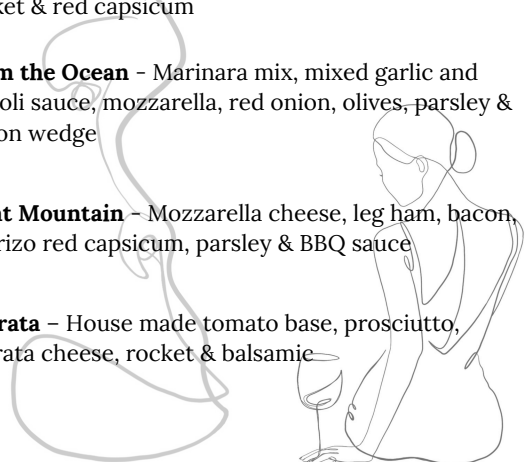 ket & red capsicum
m the Ocean - Marinara mix, mixed garlic and
oli sauce, mozzarella, red onion, olives, parsley &
on wedge
t Mountain - Mozzarella cheese, leg ham, bacon,
rizo red capsicum, parsley & BBQ sauce
rata – House made tomato base, prosciutto,
rata cheese, rocket & balsamic